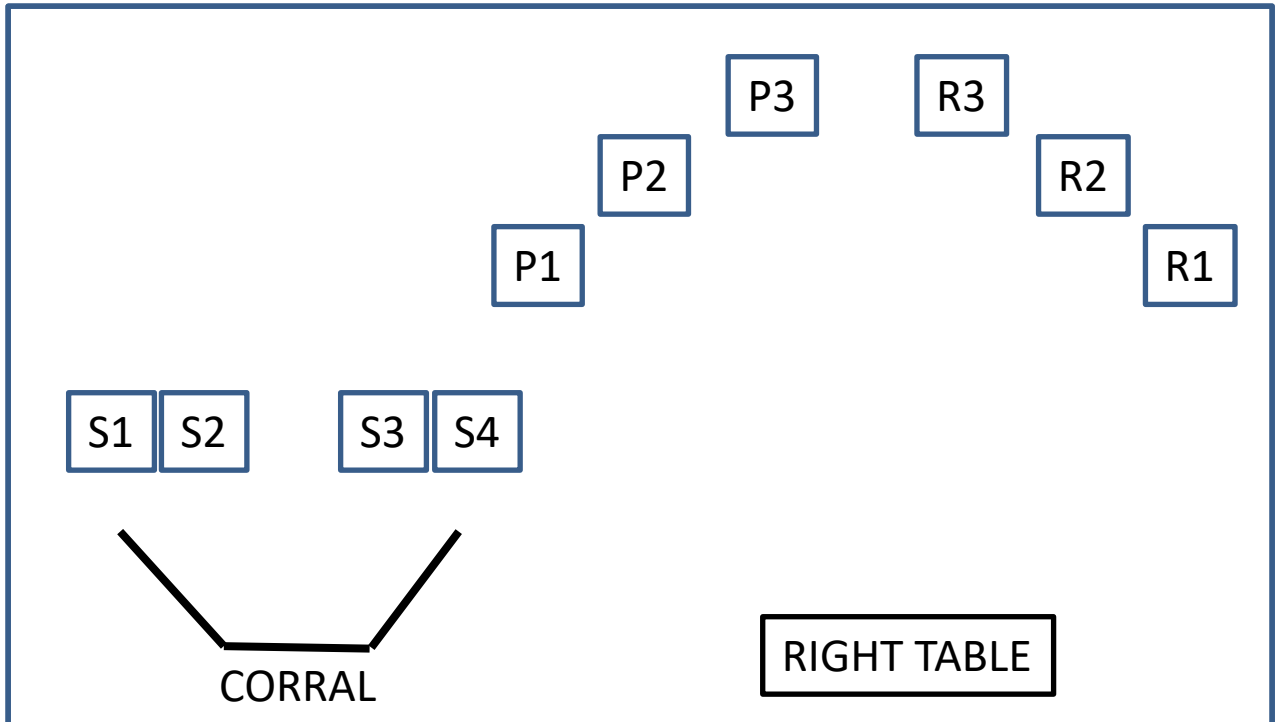 P3 R3
P2 R2
P1 R1
S1 S2 S3 S4
RIGHT TABLE
CORRAL